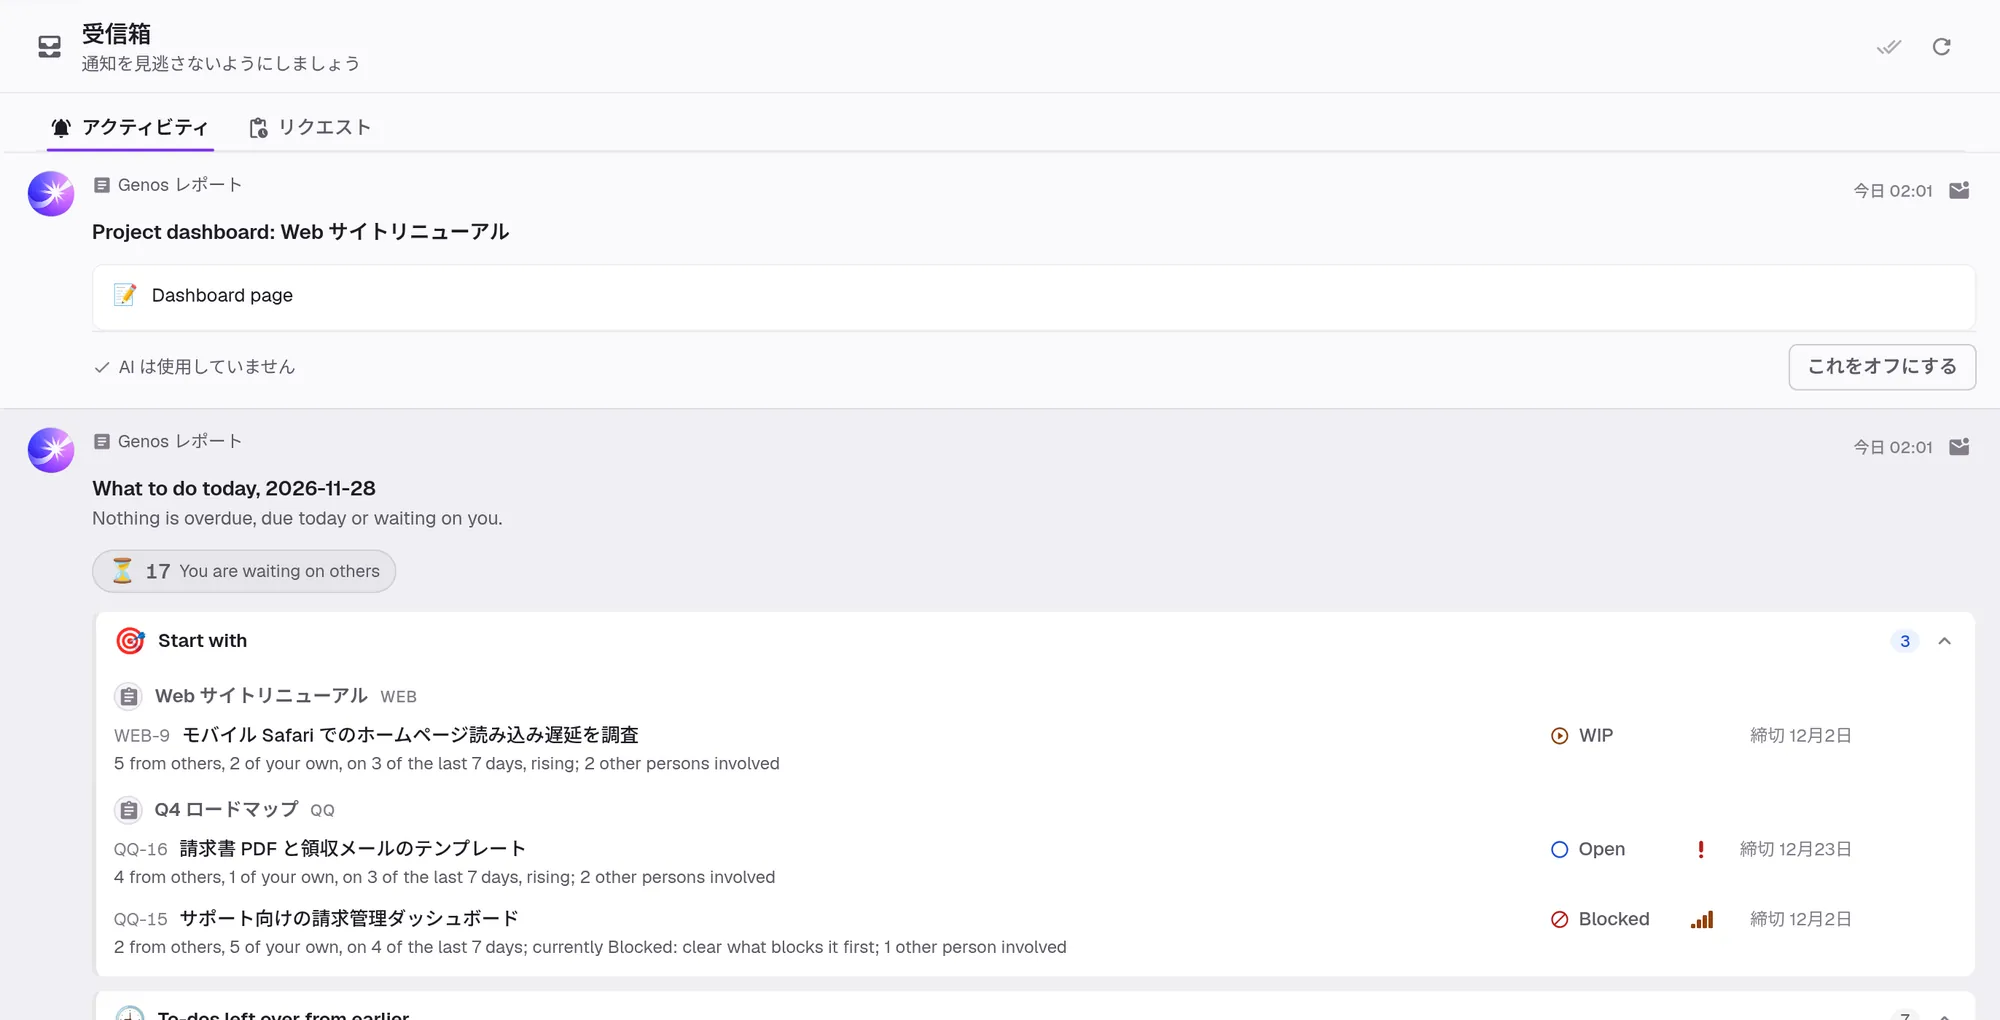 受信箱
通知を見逃さないようにしましょう
アクティビティ
リクエスト
Genos レポート
今日 02:01
Project dashboard: Web サイトリニューアル
Dashboard page
AI は使用していません
これをオフにする
Genos レポート
今日 02:01
What to do today, 2026-11-28
Nothing is overdue, due today or waiting on you.
17 You are waiting on others
Start with
3
Web サイトリニューアル WEB
WEB-9 モバイル Safari でのホームページ読み込み遅延を調査
WIP
締切 12月2日
5 from others, 2 of your own, on 3 of the last 7 days, rising; 2 other persons involved
Q4 ロードマップ QQ
QQ-16 請求書 PDF と領収メールのテンプレート
Open
締切 12月23日
4 from others, 1 of your own, on 3 of the last 7 days, rising; 2 other persons involved
QQ-15 サポート向けの請求管理ダッシュボード
Blocked
締切 12月2日
2 from others, 5 of your own, on 4 of the last 7 days; currently Blocked: clear what blocks it first; 1 other person involved
To-dos left over from earlier
7